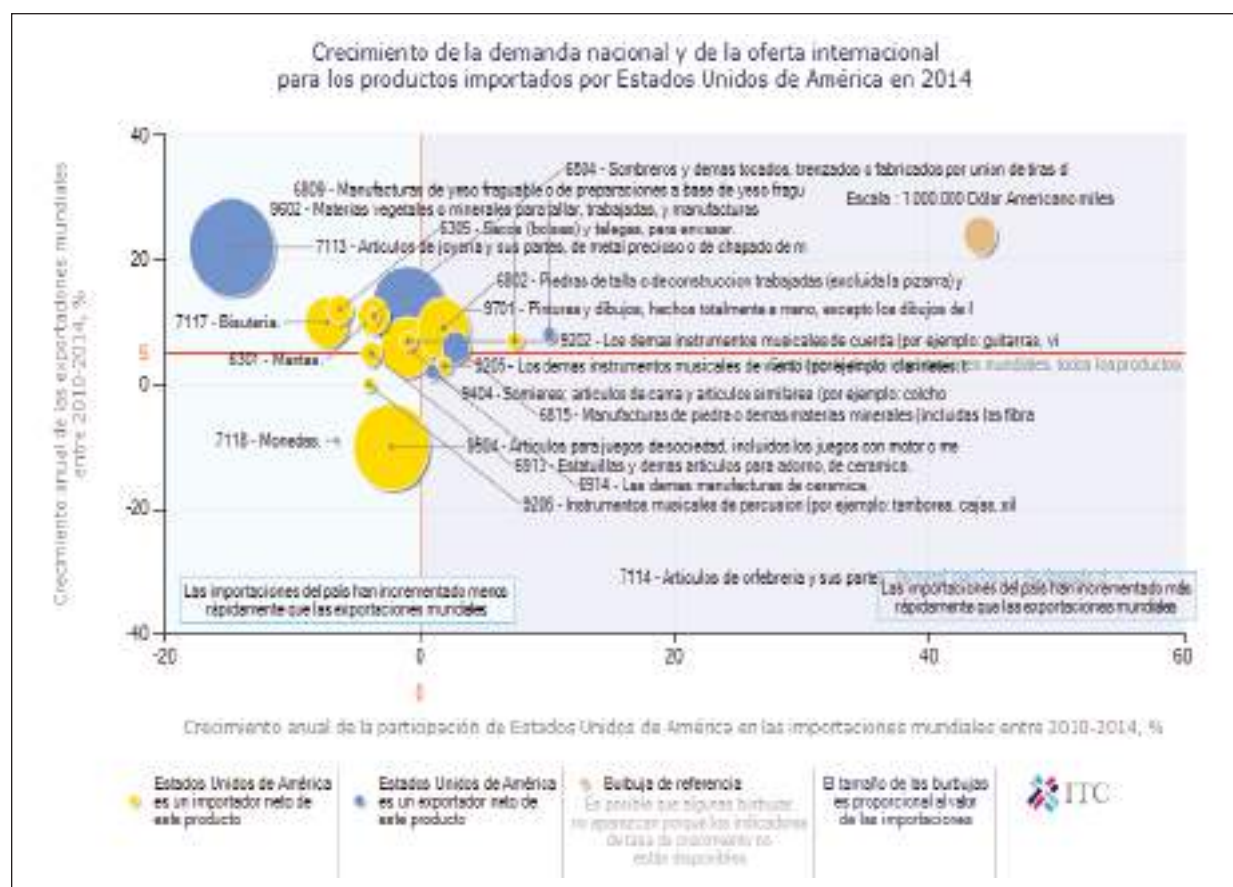 Crecimiento de la demanda nacional y de la oferta internacional
para los productos importados por Estados Unidos de América en 2014
Crecimiento anual de las exportaciones mundiales
entre 2010-2014, %
40
20
5
0
-20
-40
6504 - Sombreros y demas tocados, trenzados o fabricados por union de tiras d
6809 - Manufacturas de yeso fraguable o de preparaciones a base de yeso fragu
Escala : 1 000.000 Dólar Americano miles
9602 - Materias vegetales o minerales para tallar, trabajadas, y manufacturas
6305 - Sacos (bolsas) y talegas, para envasar.
7113 - Articulos de joyeria y sus partes, de metal precioso o de chapado de m
6802 - Piedras de talla o de construccion trabajadas (excluida la pizarra) y
9701 - Pinturas y dibujos, hechos totalmente a mano, excepto los dibujos de l
7117 - Bisuteria.
9202 - Los demas instrumentos musicales de cuerda (por ejemplo: guitarras, vi
6301 - Mantas.
9205 - Los demas instrumentos musicales de viento (por ejemplo: clarinetes, t
mundiales, todos los productos
9404 - Somieres; articulos de cama y articulos similares (por ejemplo: colcho
6815 - Manufacturas de piedra o demas materias minerales (incluidas las fibra
7118 - Monedas.
9504 - Articulos para juegos de sociedad, incluidos los juegos con motor o me
6913 - Estatuillas y demas articulos para adorno, de ceramica.
6914 - Las demas manufacturas de ceramica.
9206 - Instrumentos musicales de percusion (por ejemplo: tambores, cajas, xil
7114 - Articulos de orfebreria y sus partes
Las importaciones del país han incrementado menos
rápidamente que las exportaciones mundiales
Las importaciones del país han incrementado más
rápidamente que las exportaciones mundiales
-20
0
20
40
60
0
Crecimiento anual de la participación de Estados Unidos de América en las importaciones mundiales entre 2010-2014, %
Estados Unidos de América
es un importador neto de
este producto
Estados Unidos de América
es un exportador neto de
este producto
Burbuja de referencia
Es posible que algunas burbujas
no aparezcan porque los indicadores
de tasa de crecimiento no
están disponibles
El tamaño de las burbujas
es proporcional al valor
de las importaciones
ITC